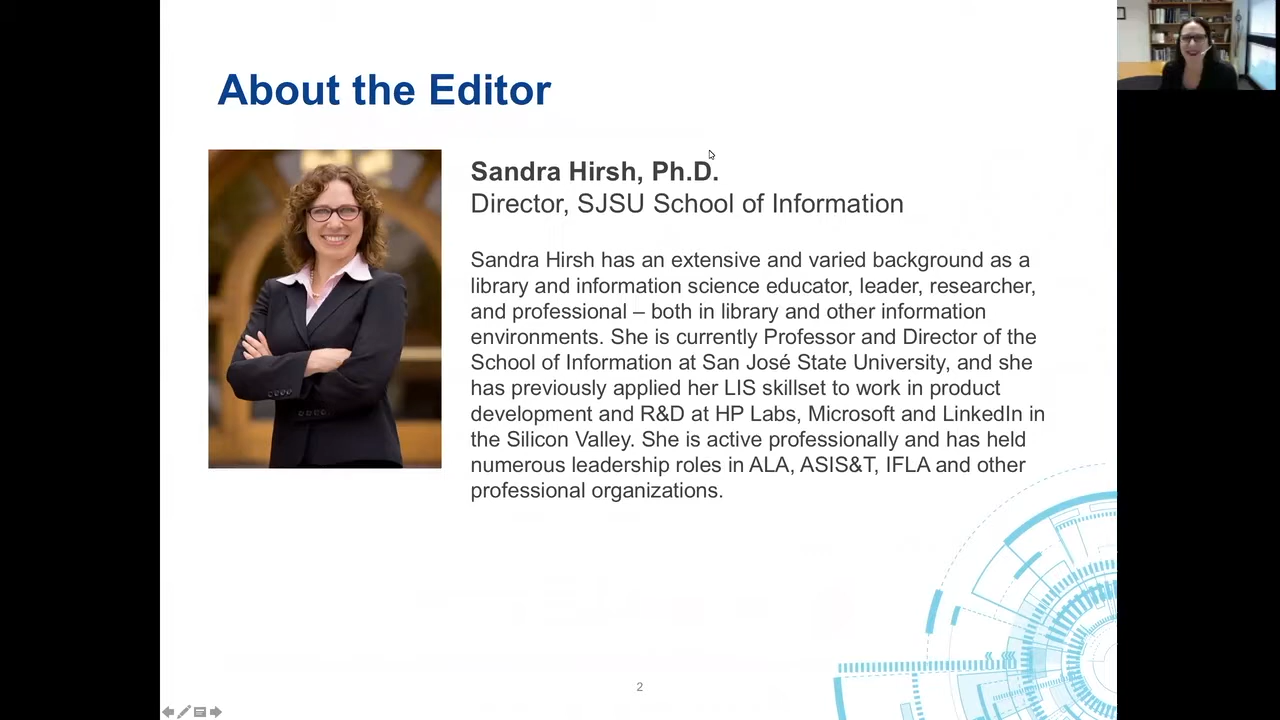 About the Editor
Sandra Hirsh, Ph.D.
Director, SJSU School of Information
Sandra Hirsh has an extensive and varied background as a
library and information science educator, leader, researcher,
and professional – both in library and other information
environments. She is currently Professor and Director of the
School of Information at San José State University, and she
has previously applied her LIS skillset to work in product
development and R&D at HP Labs, Microsoft and LinkedIn in
the Silicon Valley. She is active professionally and has held
numerous leadership roles in ALA, ASIS&T, IFLA and other
professional organizations.
2